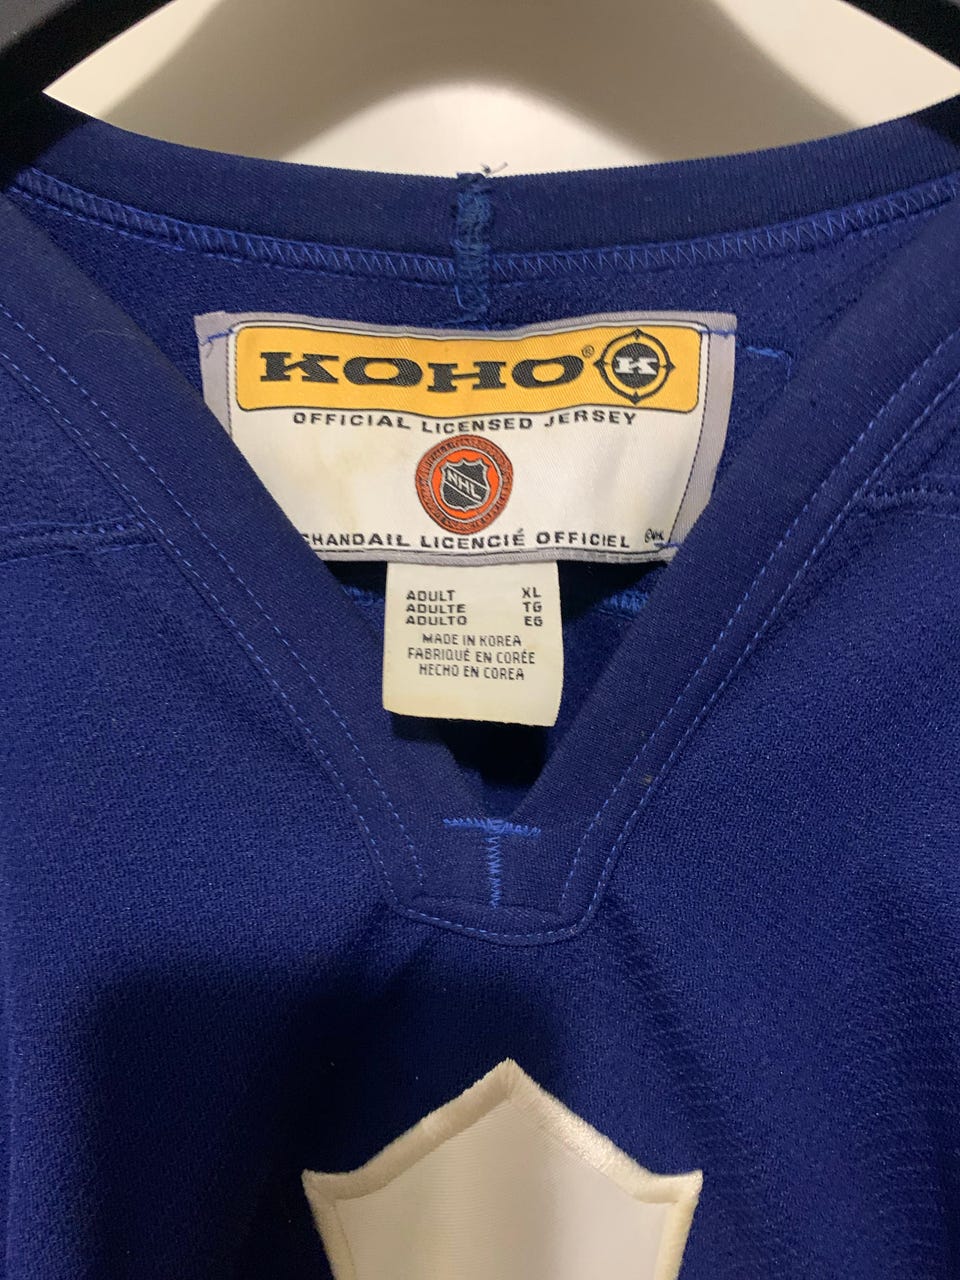 KOHO® K
OFFICIAL LICENSED JERSEY
NHL
CHANDAIL LICENCIÉ OFFICIEL ©NHL
ADULT XL
ADULTE TG
ADULTO EG
MADE IN KOREA
FABRIQUÉ EN CORÉE
HECHO EN COREA